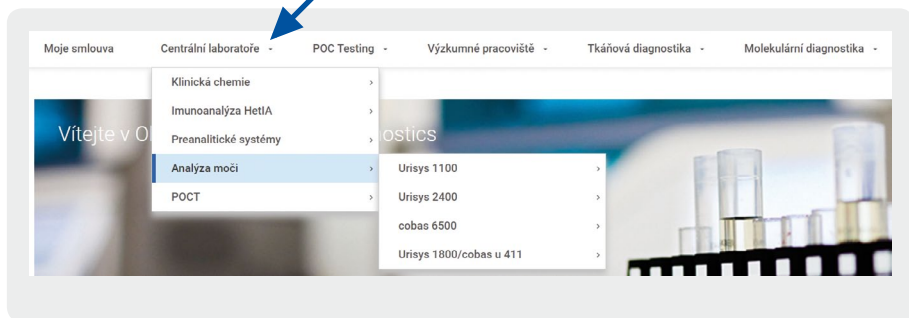 Moje smlouva Centrální laboratoře POC Testing Výzkumné pracoviště Tkáňová diagnostika Molekulární diagnostika
Klinická chemie
Imunoanalýza HetIA
Vítejte v O ostics
Preanalitické systémy
Analýza moči Urisys 1100
POCT Urisys 2400
cobas 6500
Urisys 1800/cobas u 411